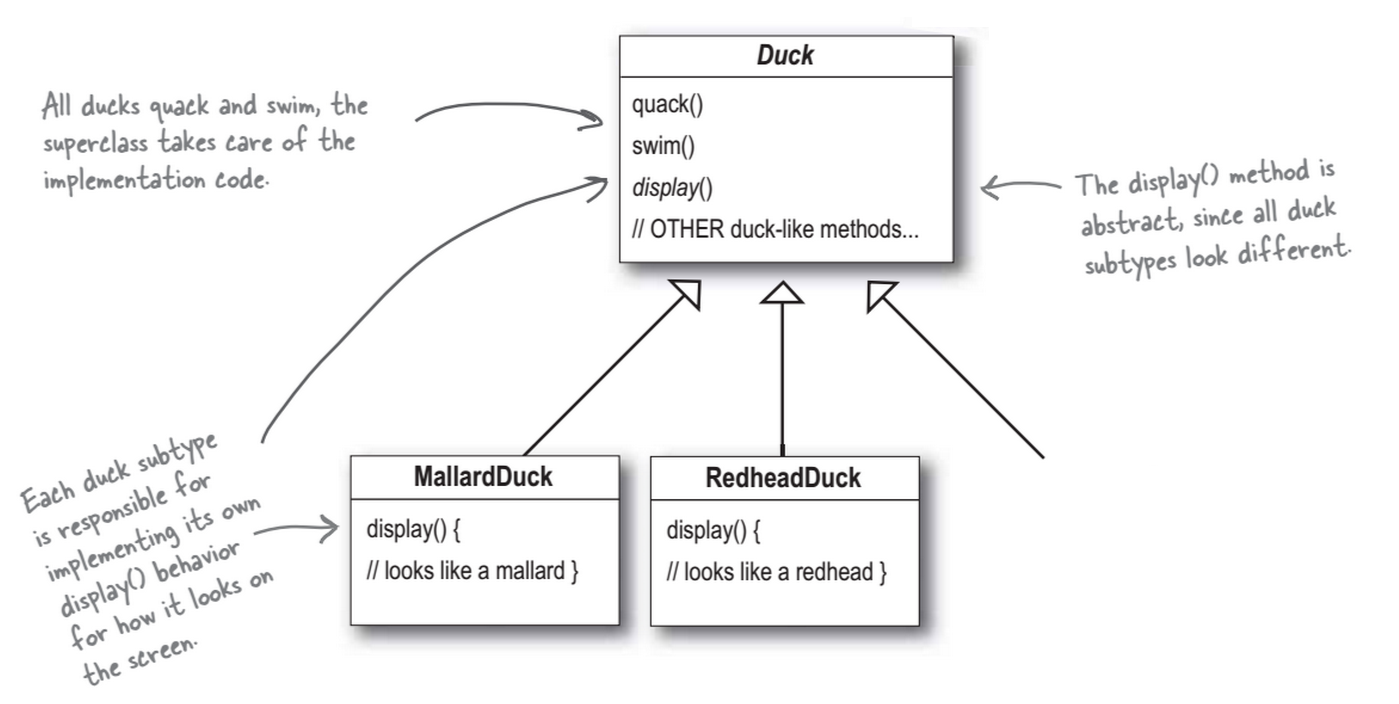 Duck
quack()
swim()
display()
// OTHER duck-like methods...
All ducks quack and swim, the
superclass takes care of the
implementation code.
The display() method is
abstract, since all duck
subtypes look different.
Each duck subtype
is responsible for
implementing its own
display() behavior
for how it looks on
the screen.
MallardDuck
display() {
// looks like a mallard }
RedheadDuck
display() {
// looks like a redhead }